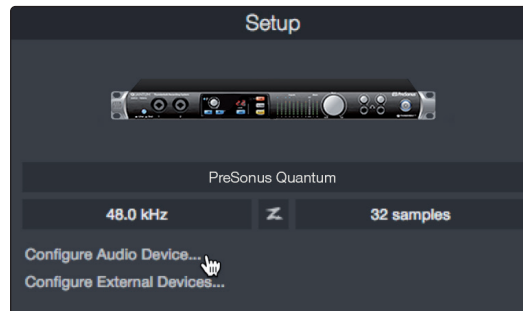 Setup
PreSonus Quantum
48.0 kHz
32 samples
Configure Audio Device...
Configure External Devices...